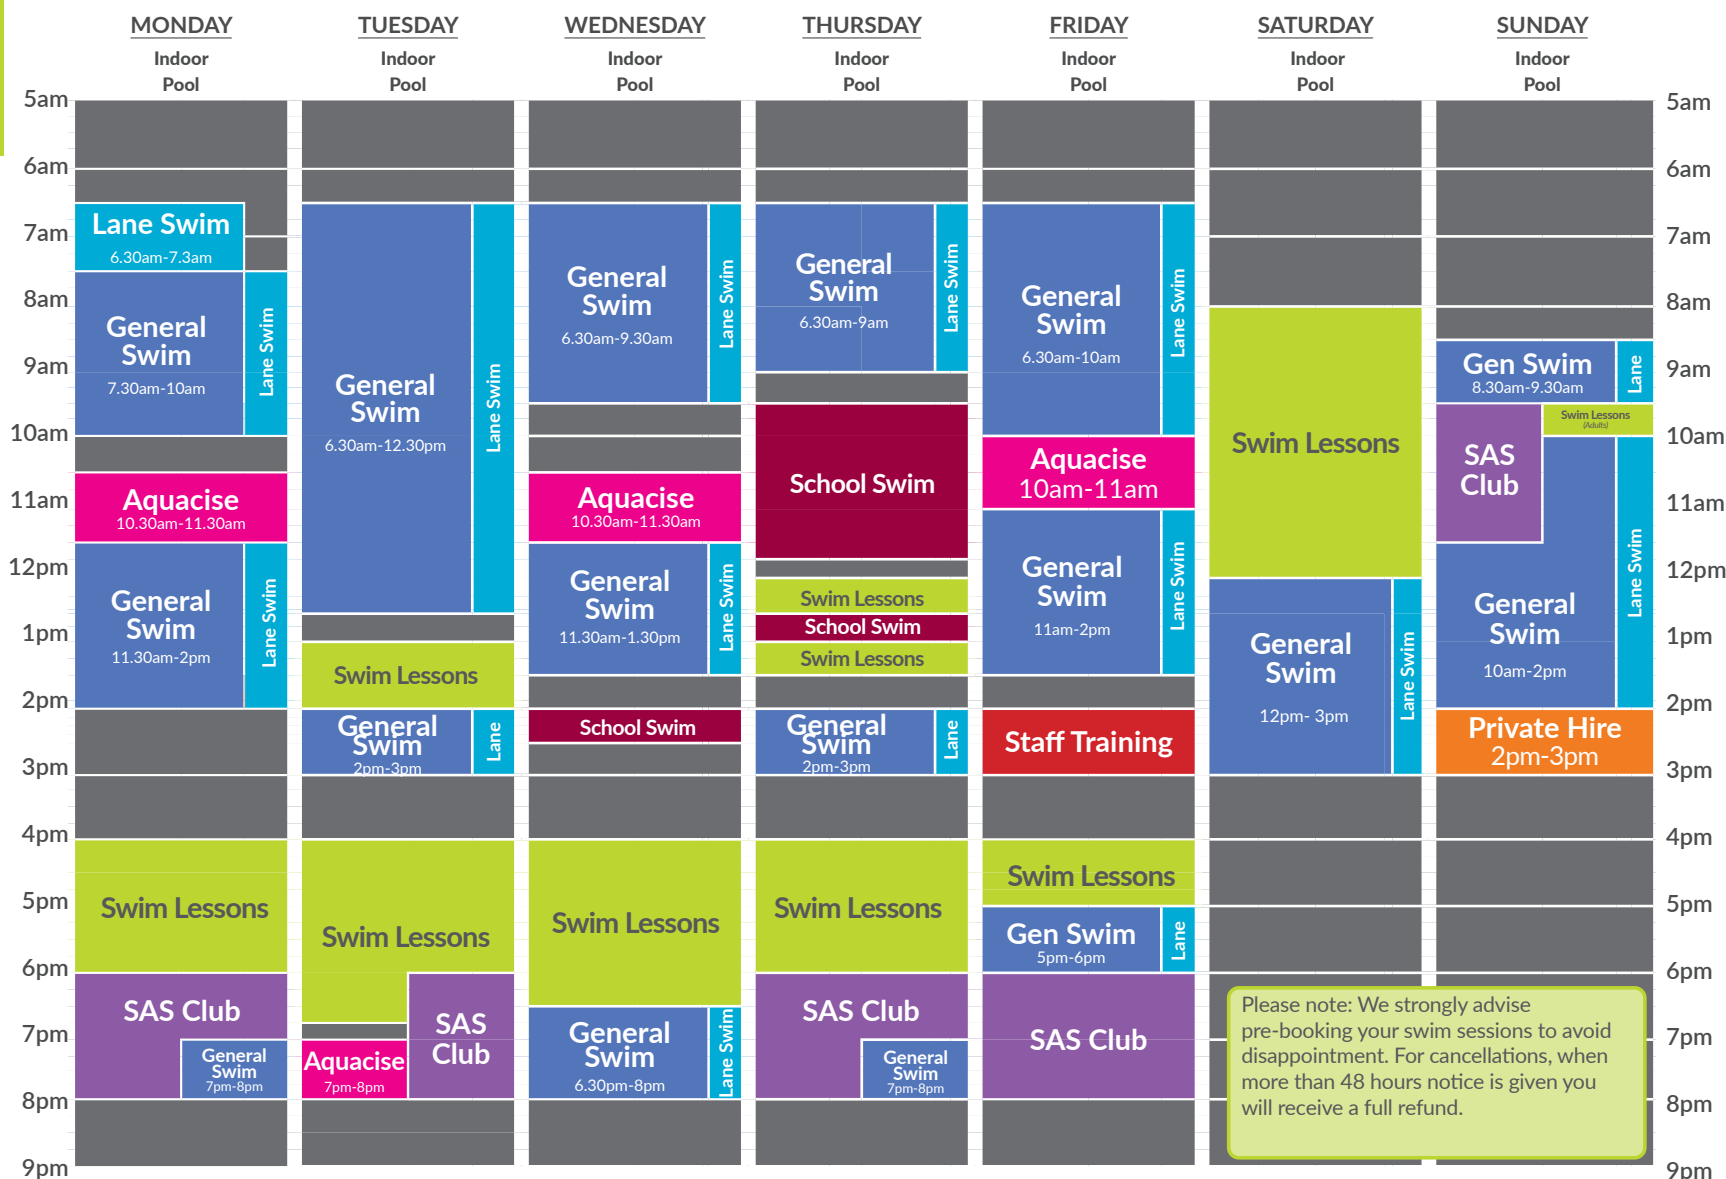 MONDAY
Indoor
Pool
TUESDAY
Indoor
Pool
WEDNESDAY
Indoor
Pool
THURSDAY
Indoor
Pool
FRIDAY
Indoor
Pool
SATURDAY
Indoor
Pool
SUNDAY
Indoor
Pool
5am
6am
7am
8am
9am
10am
11am
12pm
1pm
2pm
3pm
4pm
5pm
6pm
7pm
8pm
9pm
Lane Swim
6.30am-7.3am
General
Swim
7.30am-10am
Lane Swim
Aquacise
10.30am-11.30am
General
Swim
11.30am-2pm
Lane Swim
Swim Lessons
SAS Club
General
Swim
7pm-8pm
General
Swim
6.30am-12.30pm
Lane Swim
Swim Lessons
General
Swim
2pm-3pm
Lane
Swim Lessons
SAS
Club
Aquacise
7pm-8pm
General
Swim
6.30am-9.30am
Lane Swim
Aquacise
10.30am-11.30am
General
Swim
11.30am-1.30pm
Lane Swim
School Swim
Swim Lessons
General
Swim
6.30pm-8pm
Lane Swim
General
Swim
6.30am-9am
Lane Swim
School Swim
Swim Lessons
School Swim
Swim Lessons
General
Swim
2pm-3pm
Lane
Swim Lessons
SAS Club
General
Swim
7pm-8pm
General
Swim
6.30am-10am
Lane Swim
Aquacise
10am-11am
General
Swim
11am-2pm
Lane Swim
Staff Training
Swim Lessons
Gen Swim
5pm-6pm
Lane
SAS Club
Swim Lessons
General
Swim
12pm- 3pm
Lane Swim
Gen Swim
8.30am-9.30am
Lane
Swim Lessons
(Adults)
SAS
Club
General
Swim
10am-2pm
Lane Swim
Private Hire
2pm-3pm
Please note: We strongly advise
pre-booking your swim sessions to avoid
disappointment. For cancellations, when
more than 48 hours notice is given you
will receive a full refund.
5am
6am
7am
8am
9am
10am
11am
12pm
1pm
2pm
3pm
4pm
5pm
6pm
7pm
8pm
9pm